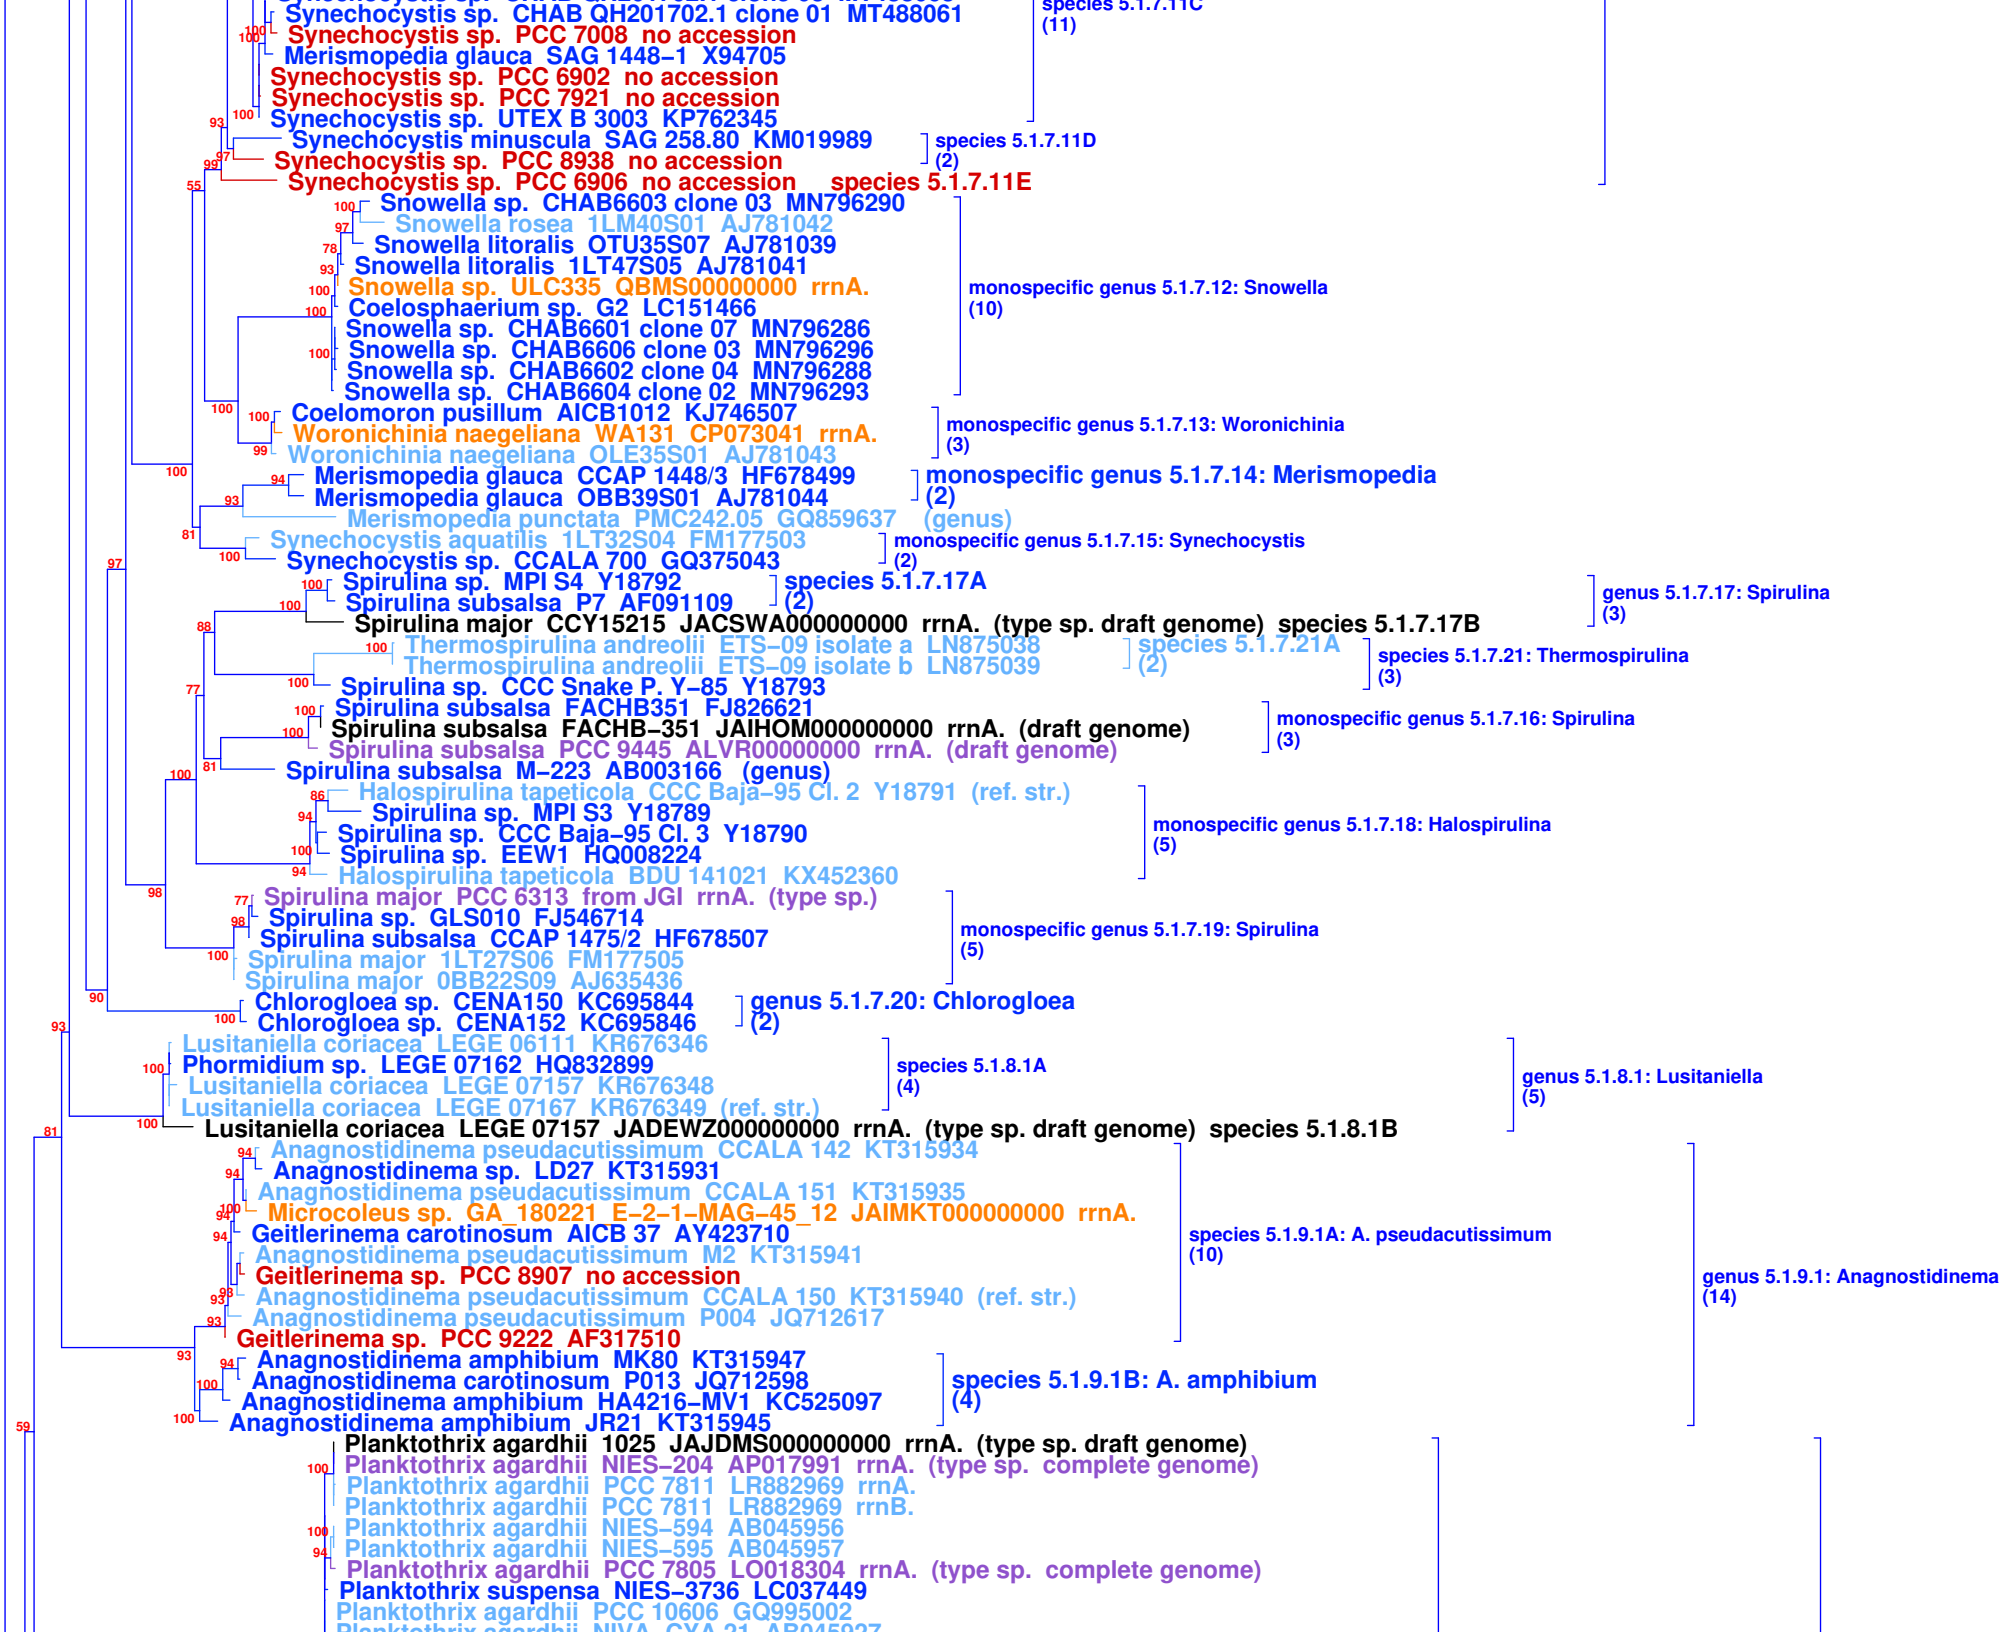 Synechocystis sp. CHAB QH201702.1 clone 01 MT488061
species 5.1.7.11C
(11)
Synechocystis sp. PCC 7008 no accession
Merismopedia glauca SAG 1448−1 X94705
Synechocystis sp. PCC 6902 no accession
Synechocystis sp. PCC 7921 no accession
Synechocystis sp. UTEX B 3003 KP762345
Synechocystis minuscula SAG 258.80 KM019989
species 5.1.7.11D
(2)
Synechocystis sp. PCC 8938 no accession
Synechocystis sp. PCC 6906 no accession species 5.1.7.11E
Snowella sp. CHAB6603 clone 03 MN796290
Snowella rosea 1LM40S01 AJ781042
Snowella litoralis OTU35S07 AJ781039
Snowella litoralis 1LT47S05 AJ781041
Snowella sp. ULC335 QBMS00000000 rrnA.
monospecific genus 5.1.7.12: Snowella
(10)
Coelosphaerium sp. G2 LC151466
Snowella sp. CHAB6601 clone 07 MN796286
Snowella sp. CHAB6606 clone 03 MN796296
Snowella sp. CHAB6602 clone 04 MN796288
Snowella sp. CHAB6604 clone 02 MN796293
Coelomoron pusillum AICB1012 KJ746507
Woronichinia naegeliana WA131 CP073041 rrnA.
monospecific genus 5.1.7.13: Woronichinia
(3)
Woronichinia naegeliana OLE35S01 AJ781043
Merismopedia glauca CCAP 1448/3 HF678499
monospecific genus 5.1.7.14: Merismopedia
(2)
Merismopedia glauca OBB39S01 AJ781044
Merismopedia punctata PMC242.05 GQ859637 (genus)
Synechocystis aquatilis 1LT32S04 FM177503
monospecific genus 5.1.7.15: Synechocystis
(2)
Synechocystis sp. CCALA 700 GQ375043
Spirulina sp. MPI S4 Y18792
species 5.1.7.17A
(2)
genus 5.1.7.17: Spirulina
(3)
Spirulina subsalsa P7 AF091109
Spirulina major CCY15215 JACSWA000000000 rrnA. (type sp. draft genome) species 5.1.7.17B
Thermospirulina andreolii ETS−09 isolate a LN875038
species 5.1.7.21A
(2)
species 5.1.7.21: Thermospirulina
(3)
Thermospirulina andreolii ETS−09 isolate b LN875039
Spirulina sp. CCC Snake P. Y−85 Y18793
Spirulina subsalsa FACHB351 FJ826621
monospecific genus 5.1.7.16: Spirulina
(3)
Spirulina subsalsa FACHB−351 JAIHOM000000000 rrnA. (draft genome)
Spirulina subsalsa PCC 9445 ALVR00000000 rrnA. (draft genome)
Spirulina subsalsa M−223 AB003166 (genus)
Halospirulina tapeticola CCC Baja−95 Cl. 2 Y18791 (ref. str.)
Spirulina sp. MPI S3 Y18789
Spirulina sp. CCC Baja−95 Cl. 3 Y18790
monospecific genus 5.1.7.18: Halospirulina
(5)
Spirulina sp. EEW1 HQ008224
Halospirulina tapeticola BDU 141021 KX452360
Spirulina major PCC 6313 from JGI rrnA. (type sp.)
Spirulina sp. GLS010 FJ546714
Spirulina subsalsa CCAP 1475/2 HF678507
monospecific genus 5.1.7.19: Spirulina
(5)
Spirulina major 1LT27S06 FM177505
Spirulina major 0BB22S09 AJ635436
Chlorogloea sp. CENA150 KC695844
genus 5.1.7.20: Chlorogloea
(2)
Chlorogloea sp. CENA152 KC695846
Lusitaniella coriacea LEGE 06111 KR676346
Phormidium sp. LEGE 07162 HQ832899
species 5.1.8.1A
(4)
genus 5.1.8.1: Lusitaniella
(5)
Lusitaniella coriacea LEGE 07157 KR676348
Lusitaniella coriacea LEGE 07167 KR676349 (ref. str.)
Lusitaniella coriacea LEGE 07157 JADEWZ000000000 rrnA. (type sp. draft genome) species 5.1.8.1B
Anagnostidinema pseudacutissimum CCALA 142 KT315934
Anagnostidinema sp. LD27 KT315931
Anagnostidinema pseudacutissimum CCALA 151 KT315935
Microcoleus sp. GA_180221_E−2−1−MAG−45_12 JAIMKT000000000 rrnA.
Geitlerinema carotinosum AICB 37 AY423710
species 5.1.9.1A: A. pseudacutissimum
(10)
Anagnostidinema pseudacutissimum M2 KT315941
Geitlerinema sp. PCC 8907 no accession
genus 5.1.9.1: Anagnostidinema
(14)
Anagnostidinema pseudacutissimum CCALA 150 KT315940 (ref. str.)
Anagnostidinema pseudacutissimum P004 JQ712617
Geitlerinema sp. PCC 9222 AF317510
Anagnostidinema amphibium MK80 KT315947
Anagnostidinema carotinosum P013 JQ712598
species 5.1.9.1B: A. amphibium
(4)
Anagnostidinema amphibium HA4216−MV1 KC525097
Anagnostidinema amphibium JR21 KT315945
Planktothrix agardhii 1025 JAJDMS000000000 rrnA. (type sp. draft genome)
Planktothrix agardhii NIES−204 AP017991 rrnA. (type sp. complete genome)
Planktothrix agardhii PCC 7811 LR882969 rrnA.
Planktothrix agardhii PCC 7811 LR882969 rrnB.
Planktothrix agardhii NIES−594 AB045956
Planktothrix agardhii NIES−595 AB045957
Planktothrix agardhii PCC 7805 LO018304 rrnA. (type sp. complete genome)
Planktothrix suspensa NIES−3736 LC037449
Planktothrix agardhii PCC 10606 GQ995002
Planktothrix agardhii NIVA−CYA 21 AB045927